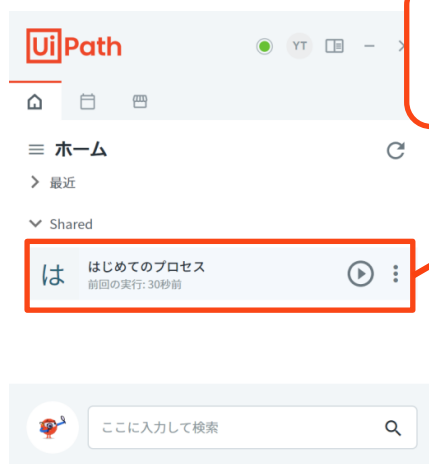 UiPath
YT
ホーム
最近
Shared
は
はじめてのプロセス
前回の実行: 30秒前
ここに入力して検索